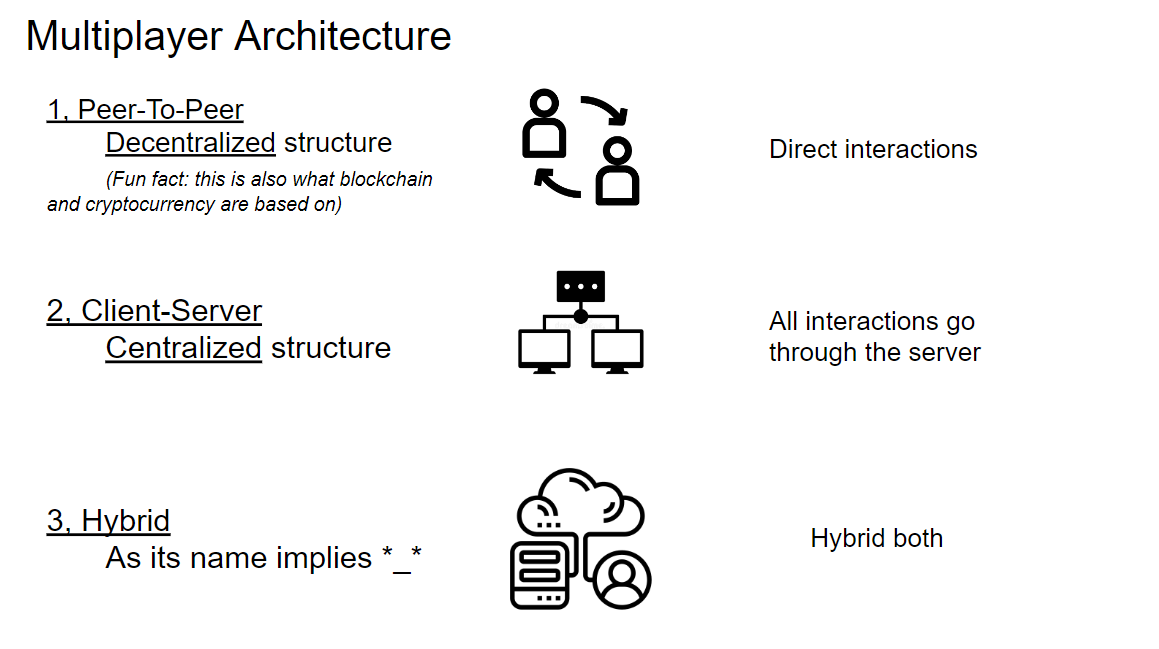 Multiplayer Architecture
1, Peer-To-Peer
Decentralized structure
(Fun fact: this is also what blockchain
and cryptocurrency are based on)
Direct interactions
2, Client-Server
Centralized structure
All interactions go
through the server
3, Hybrid
As its name implies *_*
Hybrid both